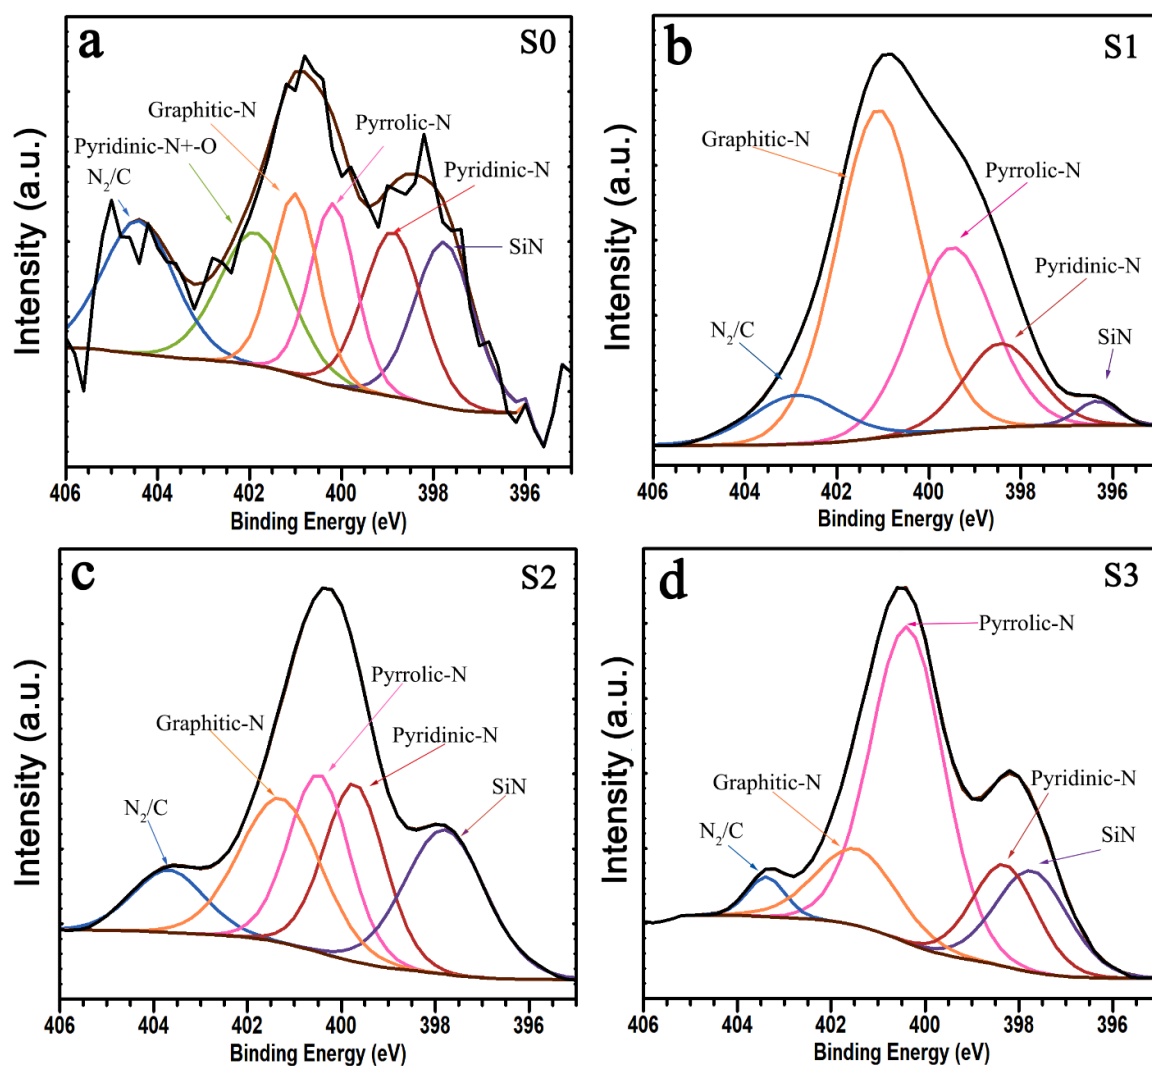 a
S0
Graphitic-N
Pyrrolic-N
Pyridinic-N+-O
N2/C
Pyridinic-N
SiN
Intensity (a.u.)
406 404 402 400 398 396
Binding Energy (eV)
b
S1
Graphitic-N
Pyrrolic-N
Pyridinic-N
N2/C
SiN
Intensity (a.u.)
406 404 402 400 398 396
Binding Energy (eV)
c
S2
Pyrrolic-N
Graphitic-N
Pyridinic-N
N2/C
SiN
Intensity (a.u.)
406 404 402 400 398 396
Binding Energy (eV)
d
S3
Pyrrolic-N
Graphitic-N
Pyridinic-N
N2/C
SiN
Intensity (a.u.)
406 404 402 400 398 396
Binding Energy (eV)